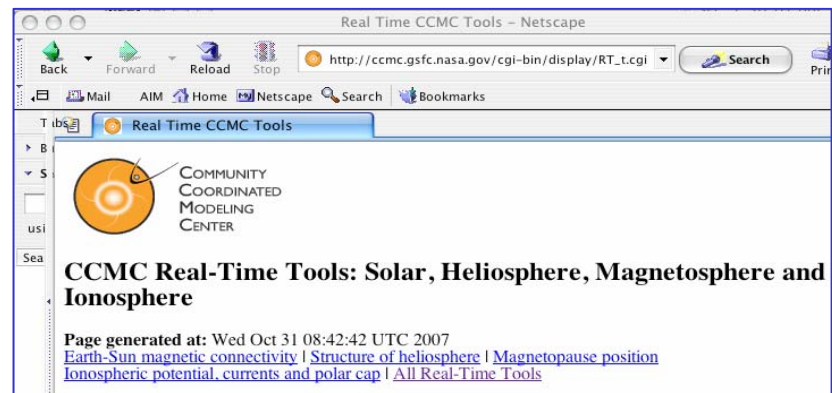 Real Time CCMC Tools – Netscape
Back Forward Reload Stop http://ccmc.gsfc.nasa.gov/cgi-bin/display/RT_t.cgi Search
Mail AIM Home Netscape Search Bookmarks
Real Time CCMC Tools
COMMUNITY
COORDINATED
MODELING
CENTER
CCMC Real-Time Tools: Solar, Heliosphere, Magnetosphere and
Ionosphere
Page generated at: Wed Oct 31 08:42:42 UTC 2007
Earth-Sun magnetic connectivity | Structure of heliosphere | Magnetopause position
Ionospheric potential, currents and polar cap | All Real-Time Tools